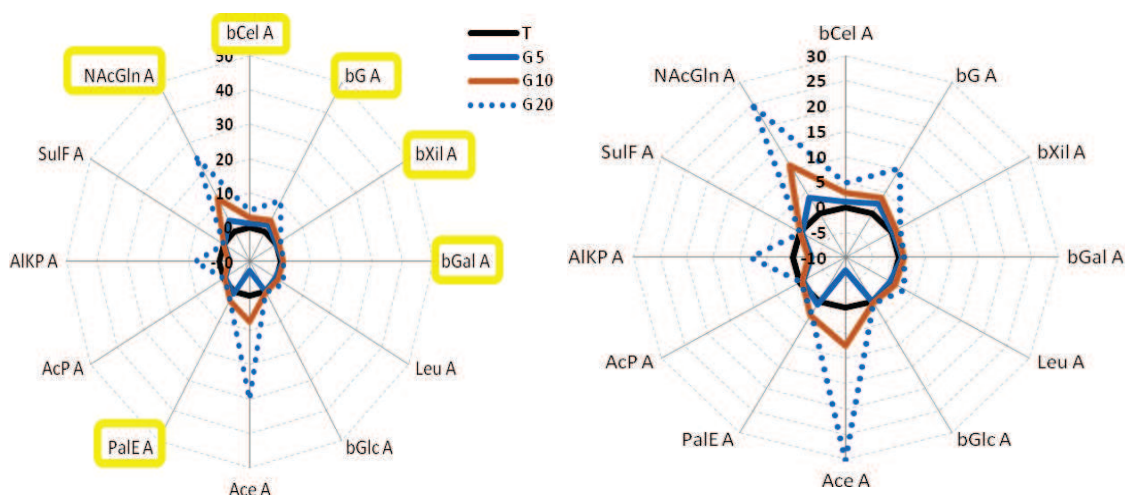 bCel A
50
40
30
20
10
0
NAcGln A
bG A
SulF A
bXil A
AlKP A
bGal A
AcP A
Leu A
PalE A
bGlc A
Ace A
T
G 5
G 10
G 20
bCel A
30
25
20
15
10
5
0
-5
-10
NAcGln A
bG A
SulF A
bXil A
AlKP A
bGal A
AcP A
Leu A
PalE A
bGlc A
Ace A